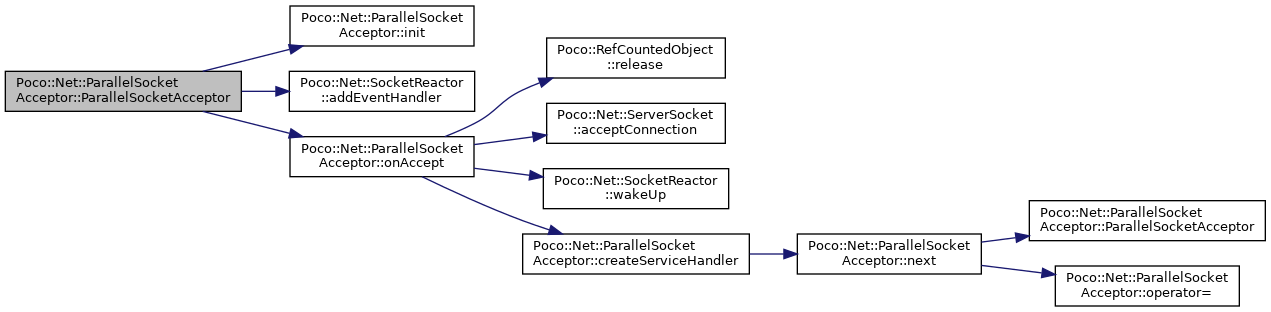 Poco::Net::ParallelSocket
Acceptor::ParallelSocketAcceptor
Poco::Net::ParallelSocket
Acceptor::init
Poco::Net::SocketReactor
::addEventHandler
Poco::Net::ParallelSocket
Acceptor::onAccept
Poco::RefCountedObject
::release
Poco::Net::ServerSocket
::acceptConnection
Poco::Net::SocketReactor
::wakeUp
Poco::Net::ParallelSocket
Acceptor::createServiceHandler
Poco::Net::ParallelSocket
Acceptor::next
Poco::Net::ParallelSocket
Acceptor::ParallelSocketAcceptor
Poco::Net::ParallelSocket
Acceptor::operator=